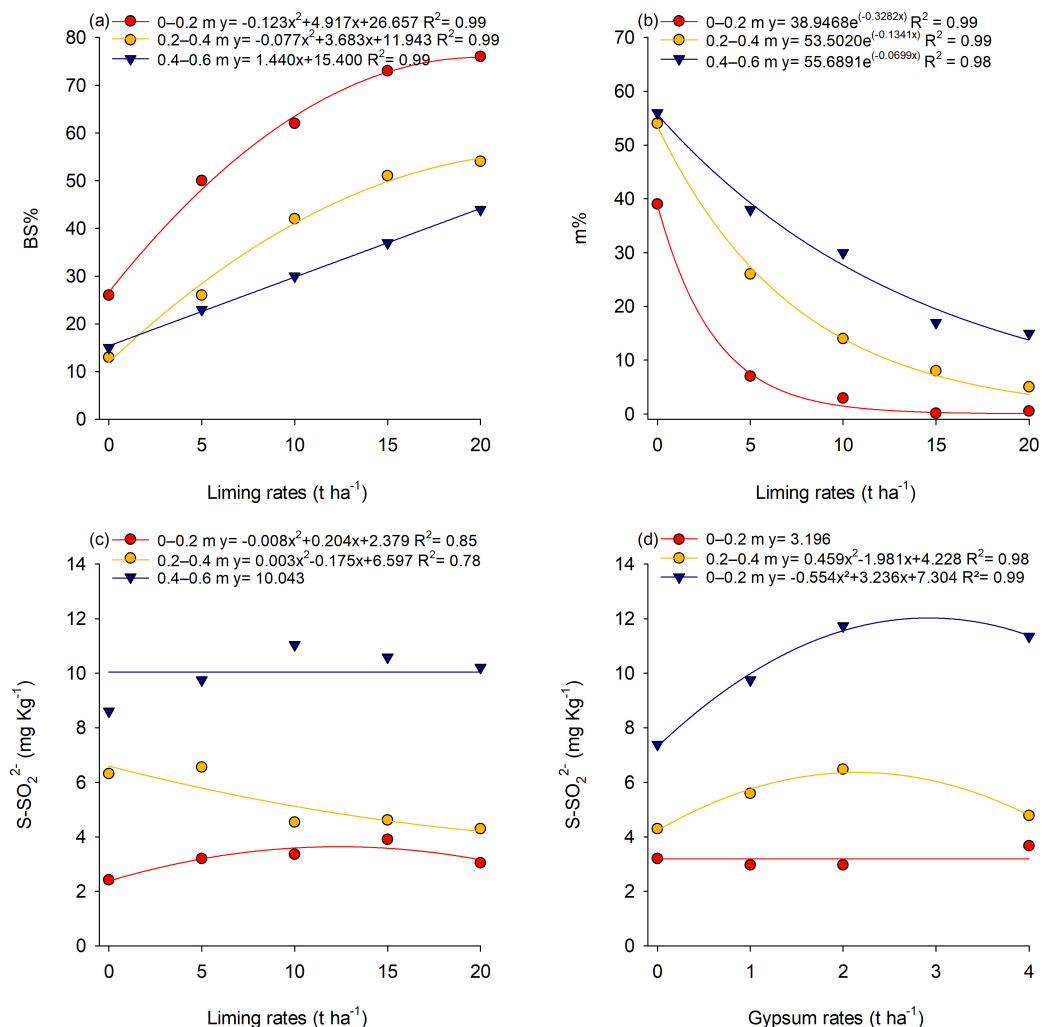 (a)
0–0.2 m y= -0.123x²+4.917x+26.657 R²= 0.99
0.2–0.4 m y= -0.077x²+3.683x+11.943 R²= 0.99
0.4–0.6 m y= 1.440x+15.400 R²= 0.99
80
70
60
50
40
30
20
10
0
BS%
0 5 10 15 20
Liming rates (t ha⁻¹)
(b)
0–0.2 m y= 38.9468e^(-0.3282x) R² = 0.99
0.2–0.4 m y= 53.5020e^(-0.1341x) R² = 0.99
0.4–0.6 m y= 55.6891e^(-0.0699x) R² = 0.98
70
60
50
40
30
20
10
0
m%
0 5 10 15 20
Liming rates (t ha⁻¹)
(c)
0–0.2 m y= -0.008x²+0.204x+2.379 R²= 0.85
0.2–0.4 m y= 0.003x²-0.175x+6.597 R²= 0.78
0.4–0.6 m y= 10.043
14
12
10
8
6
4
2
0
S-SO₂²⁻ (mg Kg⁻¹)
0 5 10 15 20
Liming rates (t ha⁻¹)
(d)
0–0.2 m y= 3.196
0.2–0.4 m y= 0.459x²-1.981x+4.228 R²= 0.98
0–0.2 m y= -0.554x²+3.236x+7.304 R²= 0.99
14
12
10
8
6
4
2
0
S-SO₂²⁻ (mg Kg⁻¹)
0 1 2 3 4
Gypsum rates (t ha⁻¹)